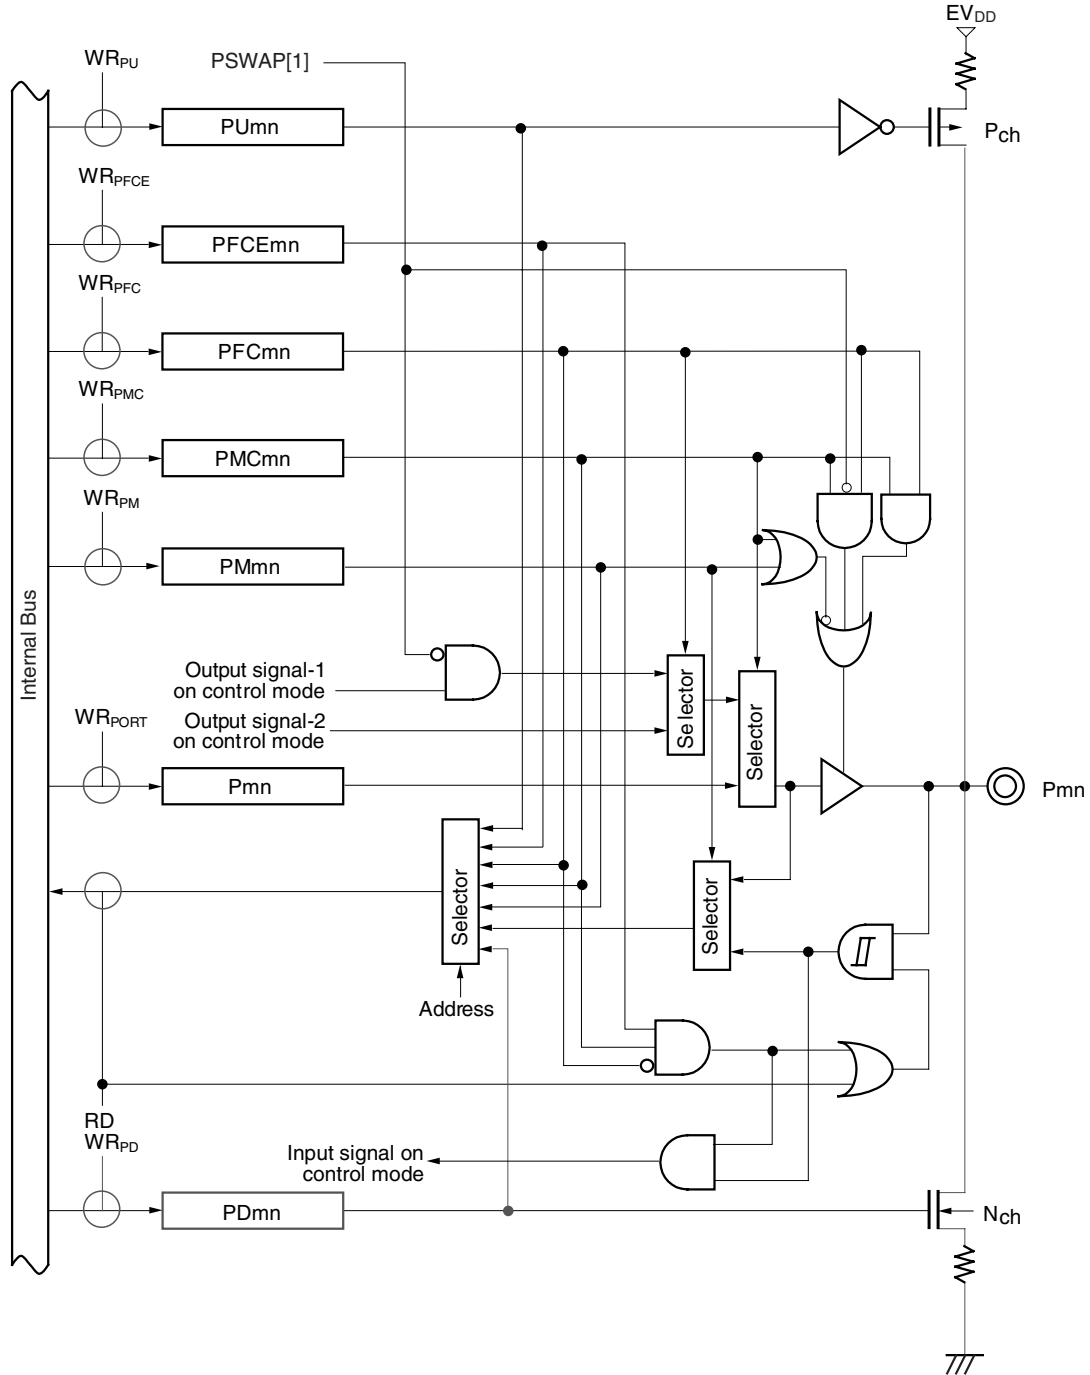 EVDD
WRPU
PSWAP[1]
PUmn
Pch
WRPFCE
PFCEmn
WRPFC
PFCmn
WRPMC
PMCmn
WRPM
PMmn
Internal Bus
Output signal-1
on control mode
Output signal-2
on control mode
Selector
Selector
WRPORT
Pmn
Pmn
Selector
Selector
Address
RD
WRPD
Input signal on
control mode
PDmn
Nch